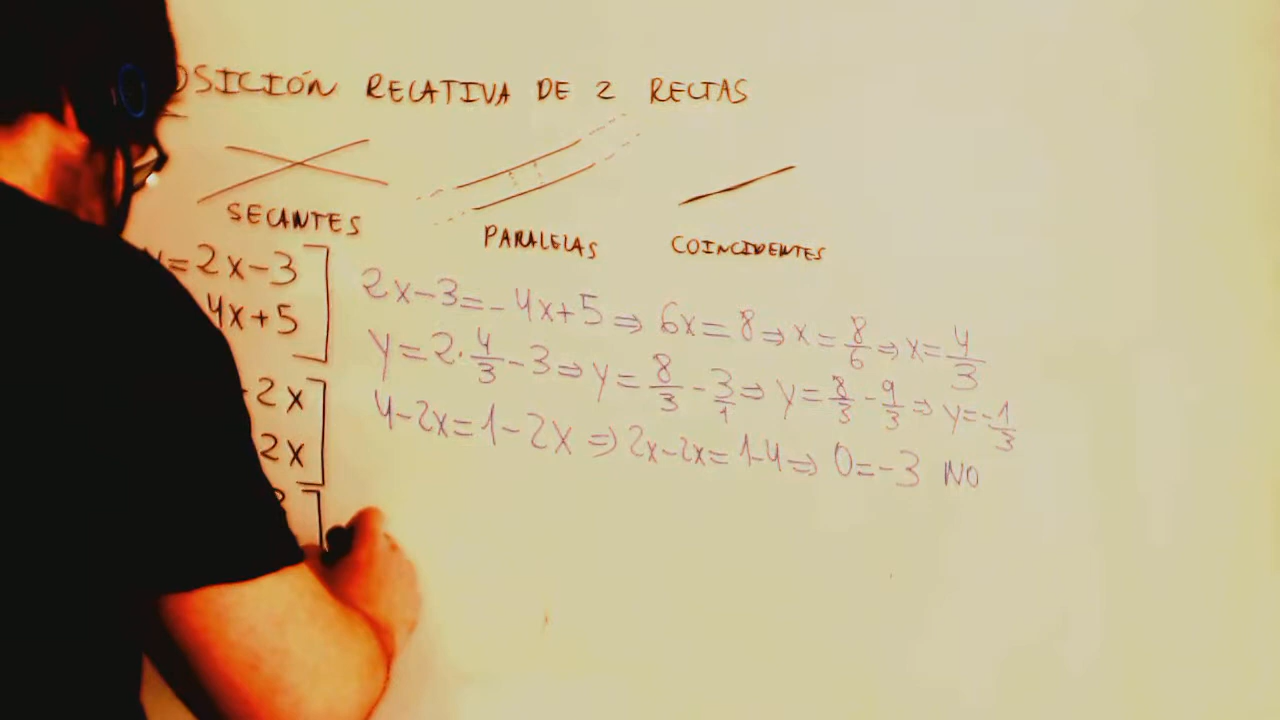 OSICIÓN RELATIVA DE 2 RECTAS
SECANTES
PARALELAS
COINCIDENTES
y=2x-3
4x+5
-2x
2x
2x-3=-4x+5⇒ 6x=8⇒x=8/6⇒x=4/3
y=2·4/3-3⇒y=8/3-3/1⇒y=8/3-9/3⇒y=-1/3
4-2x=1-2x⇒2x-2x=1-4⇒ 0=-3 NO